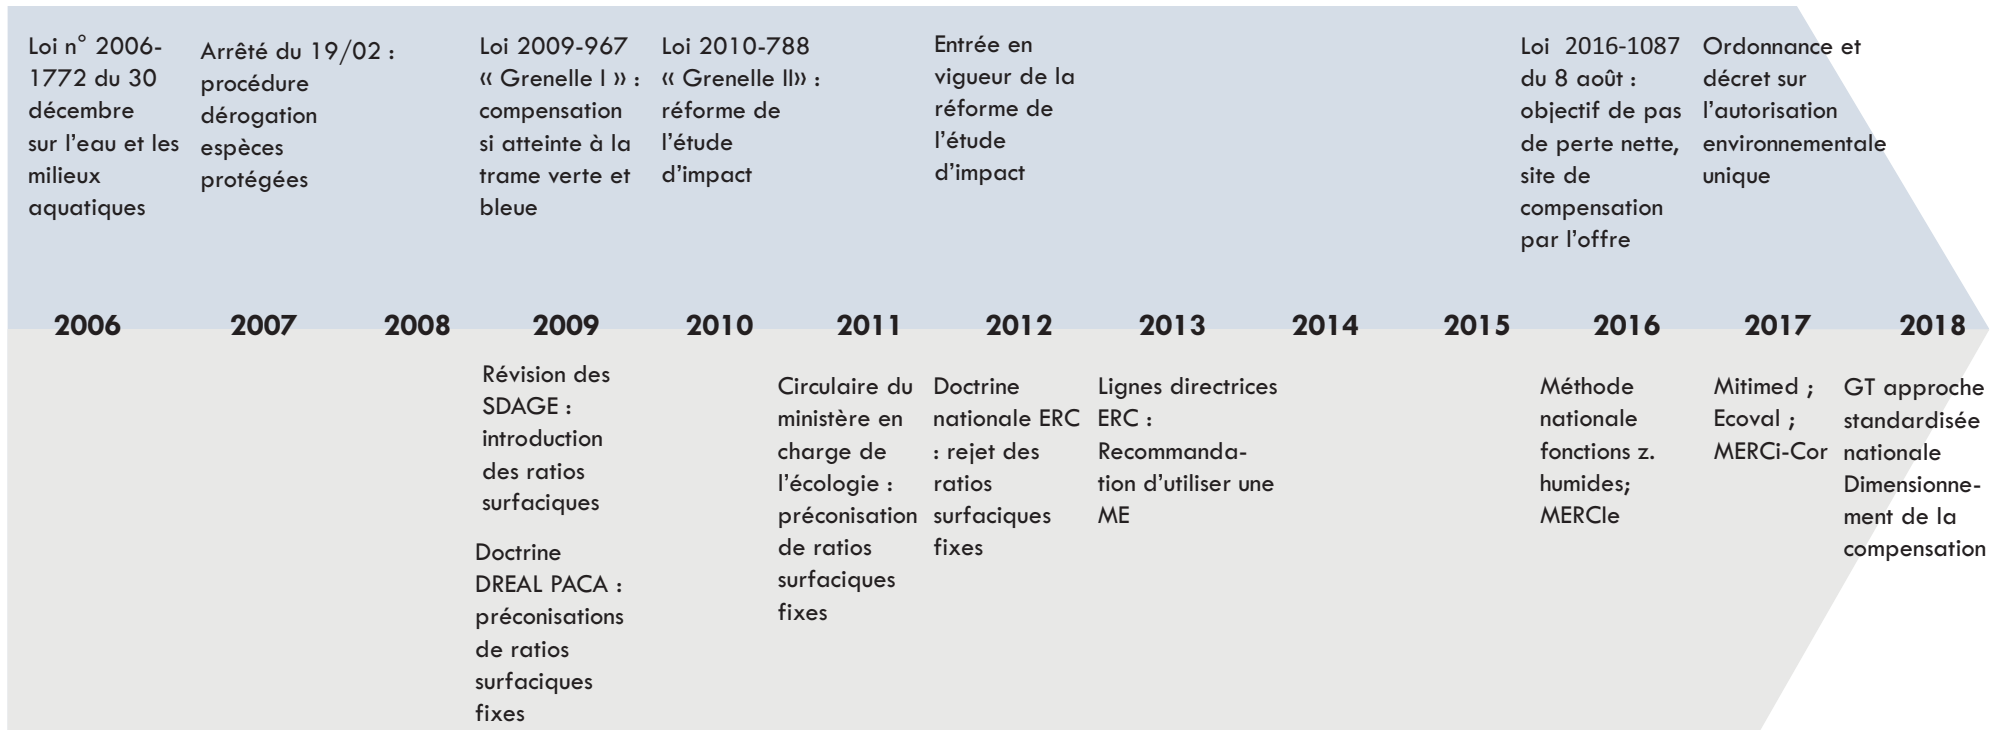 Loi n° 2006-
1772 du 30
décembre
sur l'eau et les
milieux
aquatiques
Arrêté du 19/02 :
procédure
dérogation
espèces
protégées
Loi 2009-967
« Grenelle I » :
compensation
si atteinte à la
trame verte et
bleue
Loi 2010-788
« Grenelle II» :
réforme de
l'étude
d'impact
Entrée en
vigueur de la
réforme de
l'étude
d'impact
Loi 2016-1087
du 8 août :
objectif de pas
de perte nette,
site de
compensation
par l'offre
Ordonnance et
décret sur
l'autorisation
environnementale
unique
2006 2007 2008 2009 2010 2011 2012 2013 2014 2015 2016 2017 2018
Révision des
SDAGE :
introduction
des ratios
surfaciques
Doctrine
DREAL PACA :
préconisations
de ratios
surfaciques
fixes
Circulaire du
ministère en
charge de
l'écologie :
préconisation
de ratios
surfaciques
fixes
Doctrine
nationale ERC
: rejet des
ratios
surfaciques
fixes
Lignes directrices
ERC :
Recommanda-
tion d'utiliser une
ME
Méthode
nationale
fonctions z.
humides;
MERCIe
Mitimed ;
Ecoval ;
MERCi-Cor
GT approche
standardisée
nationale
Dimensionne-
ment de la
compensation